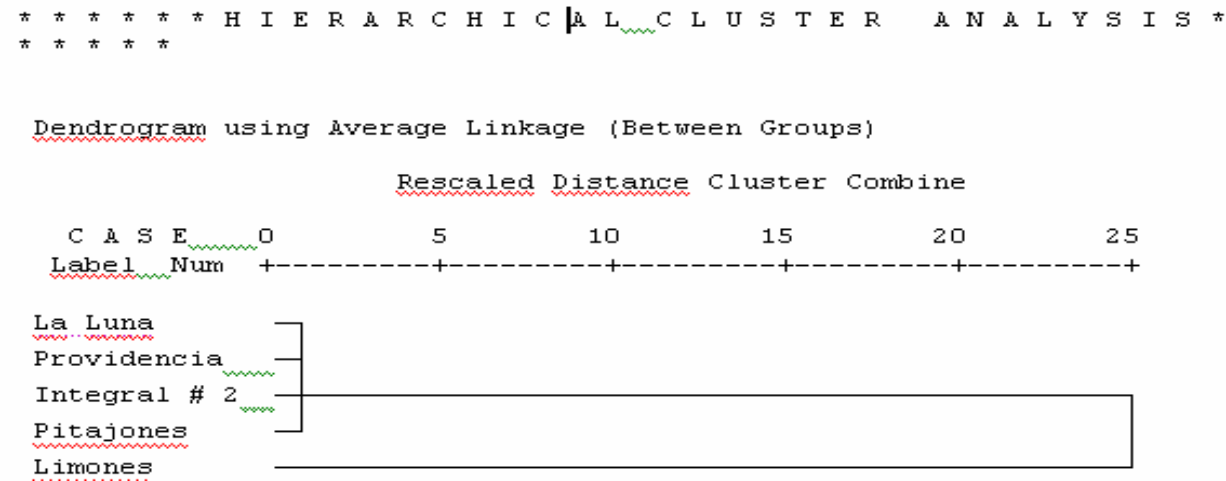 * * * * * * H I E R A R C H I C A L  C L U S T E R   A N A L Y S I S *
* * * * *
Dendrogram using Average Linkage (Between Groups)
Rescaled Distance Cluster Combine
C A S E    0         5        10        15        20        25
Label  Num  +---------+---------+---------+---------+---------+
La Luna
Providencia
Integral # 2
Pitajones
Limones